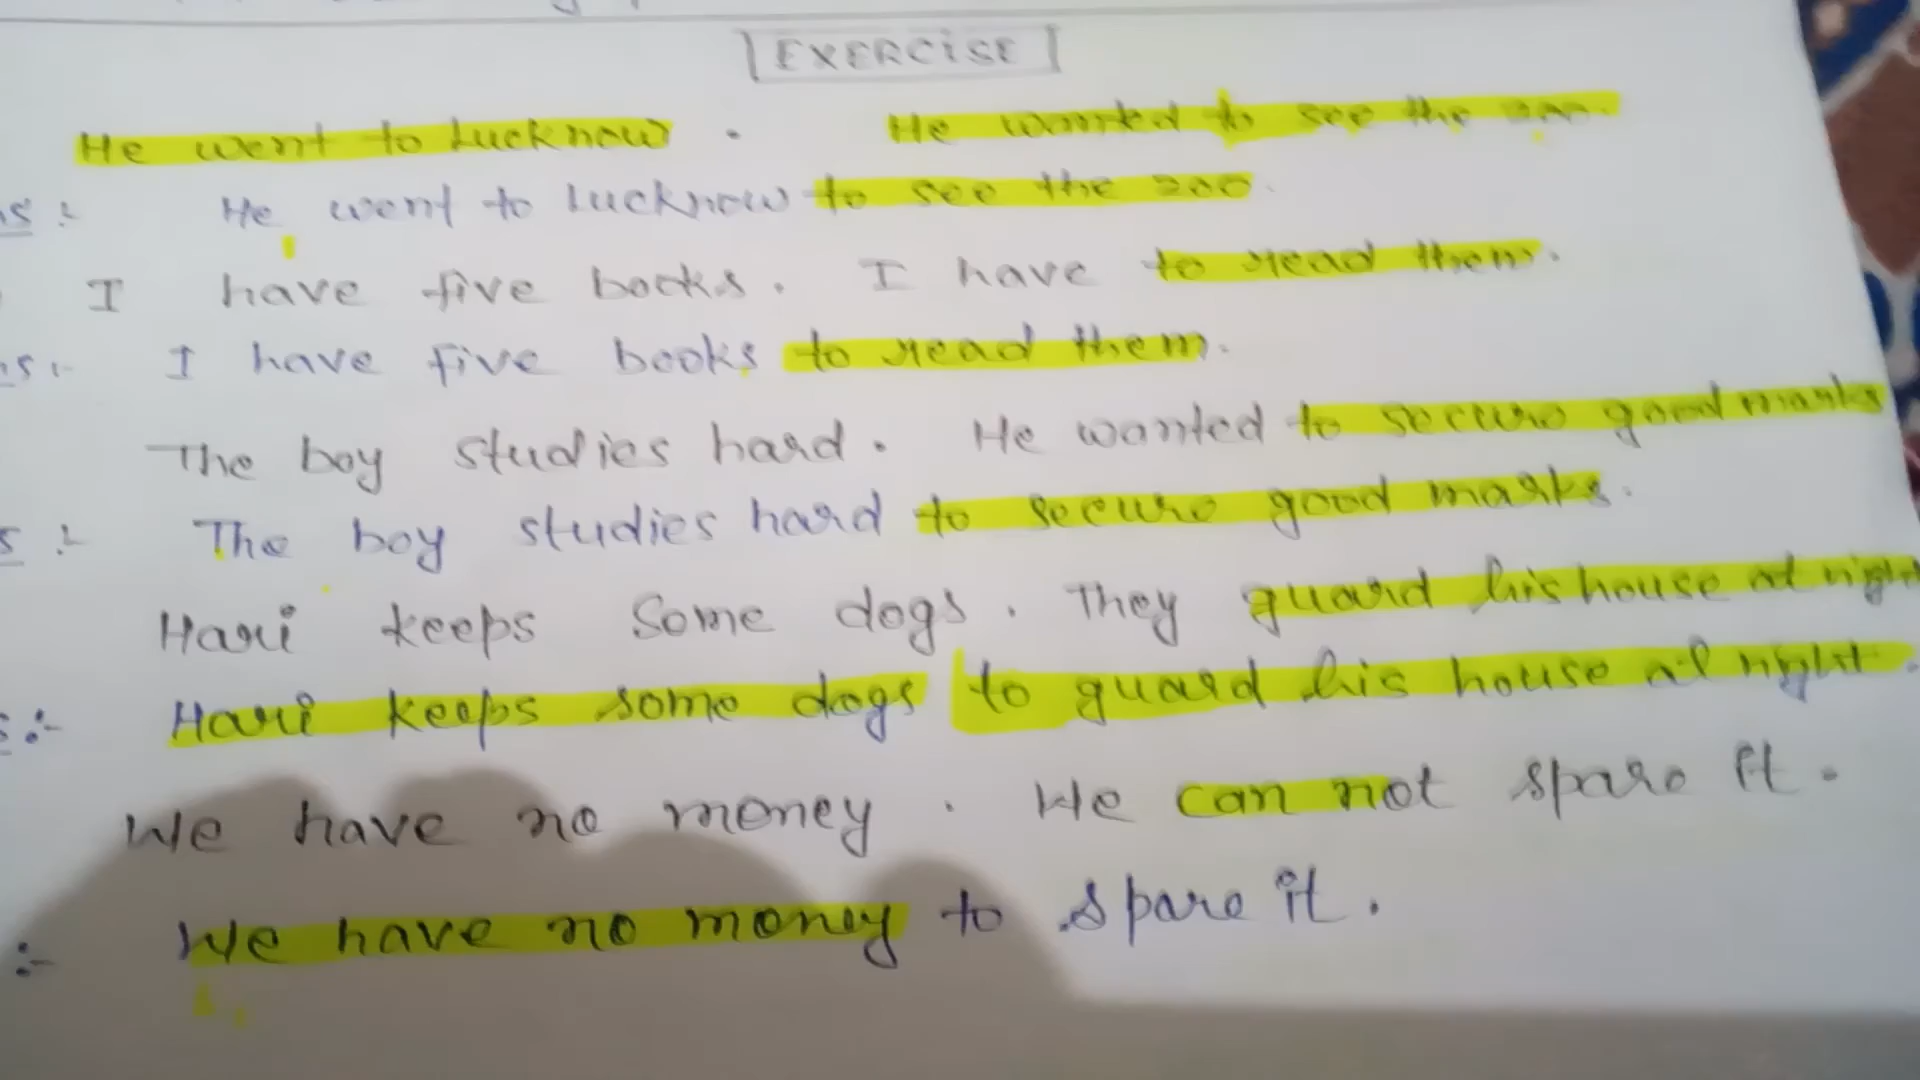 EXERCISE
He went to Lucknow . He wanted to see the zoo.
ns : He went to Lucknow to see the zoo.
I have five books. I have to read them.
ns :- I have five books to read them.
The boy studies hard. He wanted to secure good marks
s :- The boy studies hard to secure good marks.
Hari keeps some dogs. They guard his house at night
s :- Hari keeps some dogs to guard his house at night.
We have no money . We can not spare it.
:- We have no money to spare it.